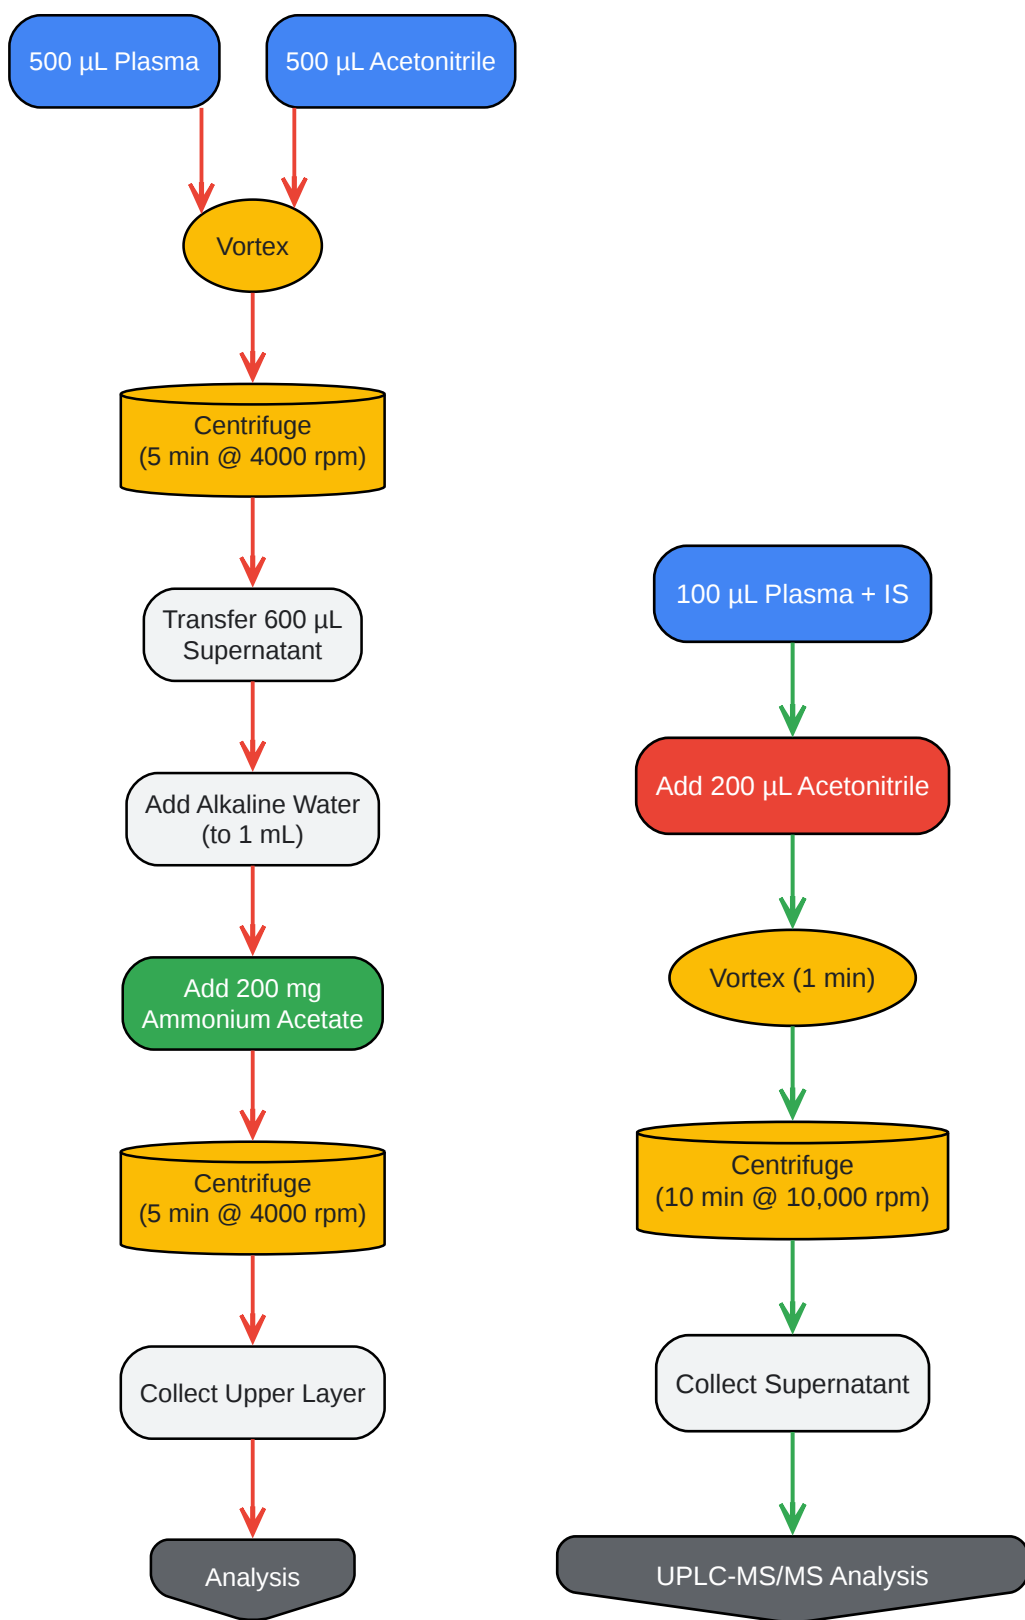 500 µL Plasma
500 µL Acetonitrile
Vortex
Centrifuge
(5 min @ 4000 rpm)
Transfer 600 µL
Supernatant
Add Alkaline Water
(to 1 mL)
Add 200 mg
Ammonium Acetate
Centrifuge
(5 min @ 4000 rpm)
Collect Upper Layer
Analysis
100 µL Plasma + IS
Add 200 µL Acetonitrile
Vortex (1 min)
Centrifuge
(10 min @ 10,000 rpm)
Collect Supernatant
UPLC-MS/MS Analysis